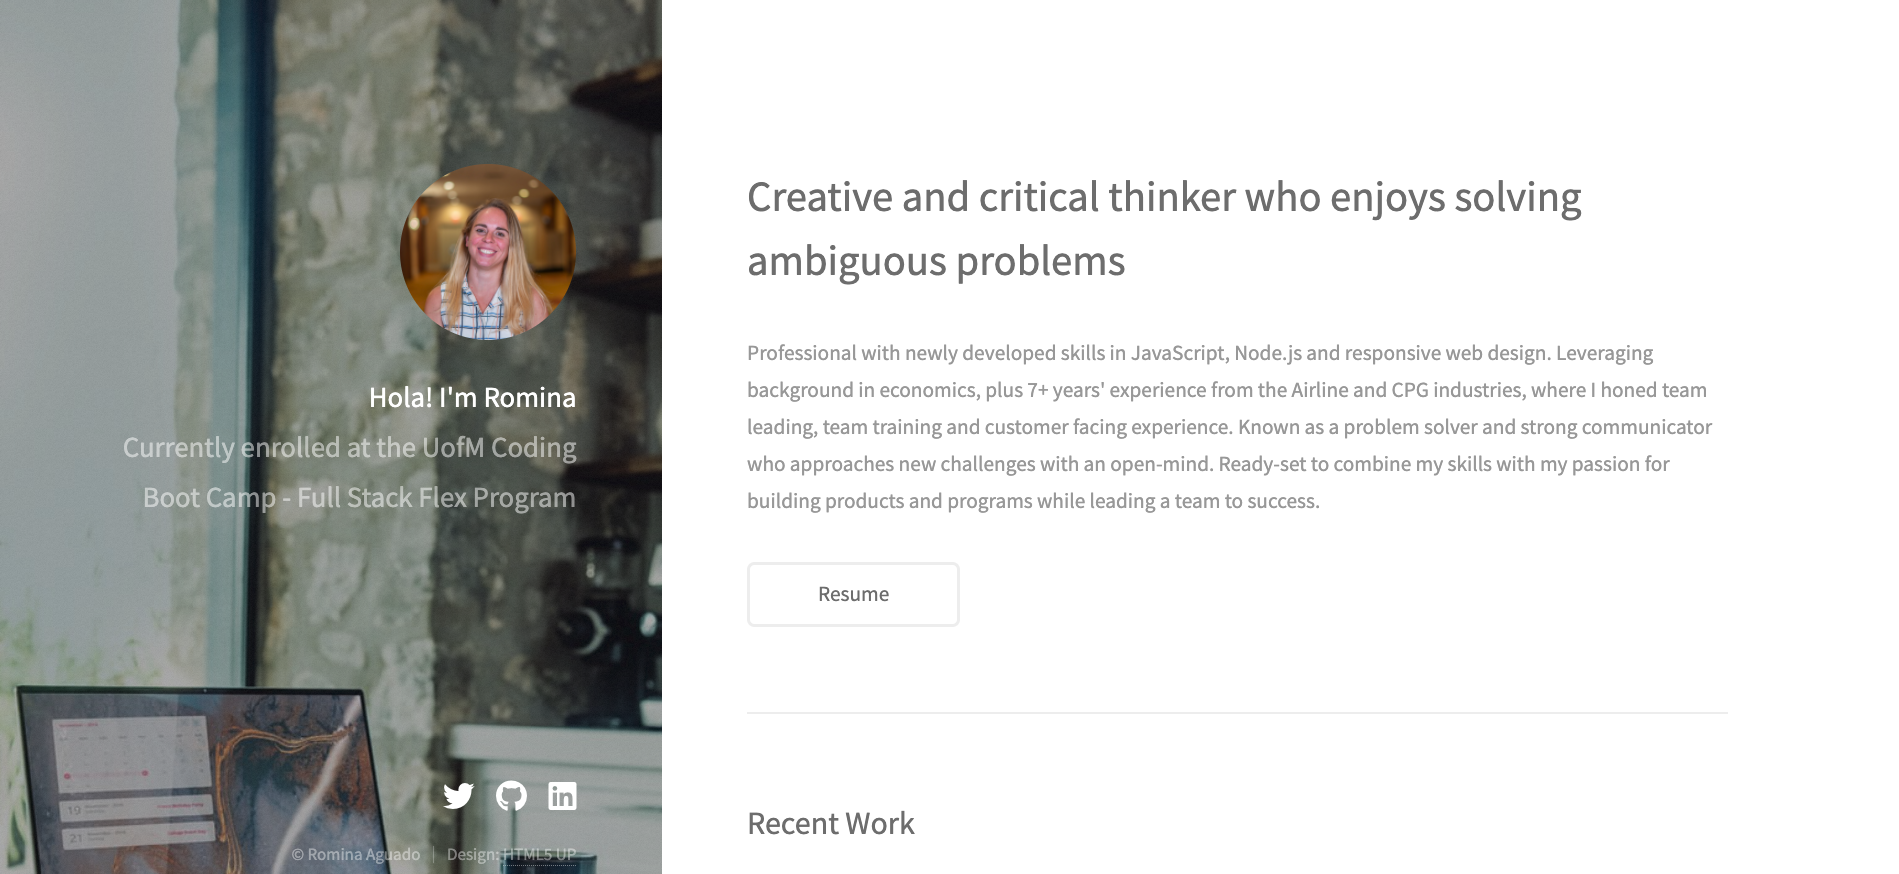 Hola! I'm Romina
Currently enrolled at the UofM Coding
Boot Camp - Full Stack Flex Program
19
21
© Romina Aguado | Design: HTML5 UP
Creative and critical thinker who enjoys solving
ambiguous problems
Professional with newly developed skills in JavaScript, Node.js and responsive web design. Leveraging
background in economics, plus 7+ years' experience from the Airline and CPG industries, where I honed team
leading, team training and customer facing experience. Known as a problem solver and strong communicator
who approaches new challenges with an open-mind. Ready-set to combine my skills with my passion for
building products and programs while leading a team to success.
Resume
Recent Work